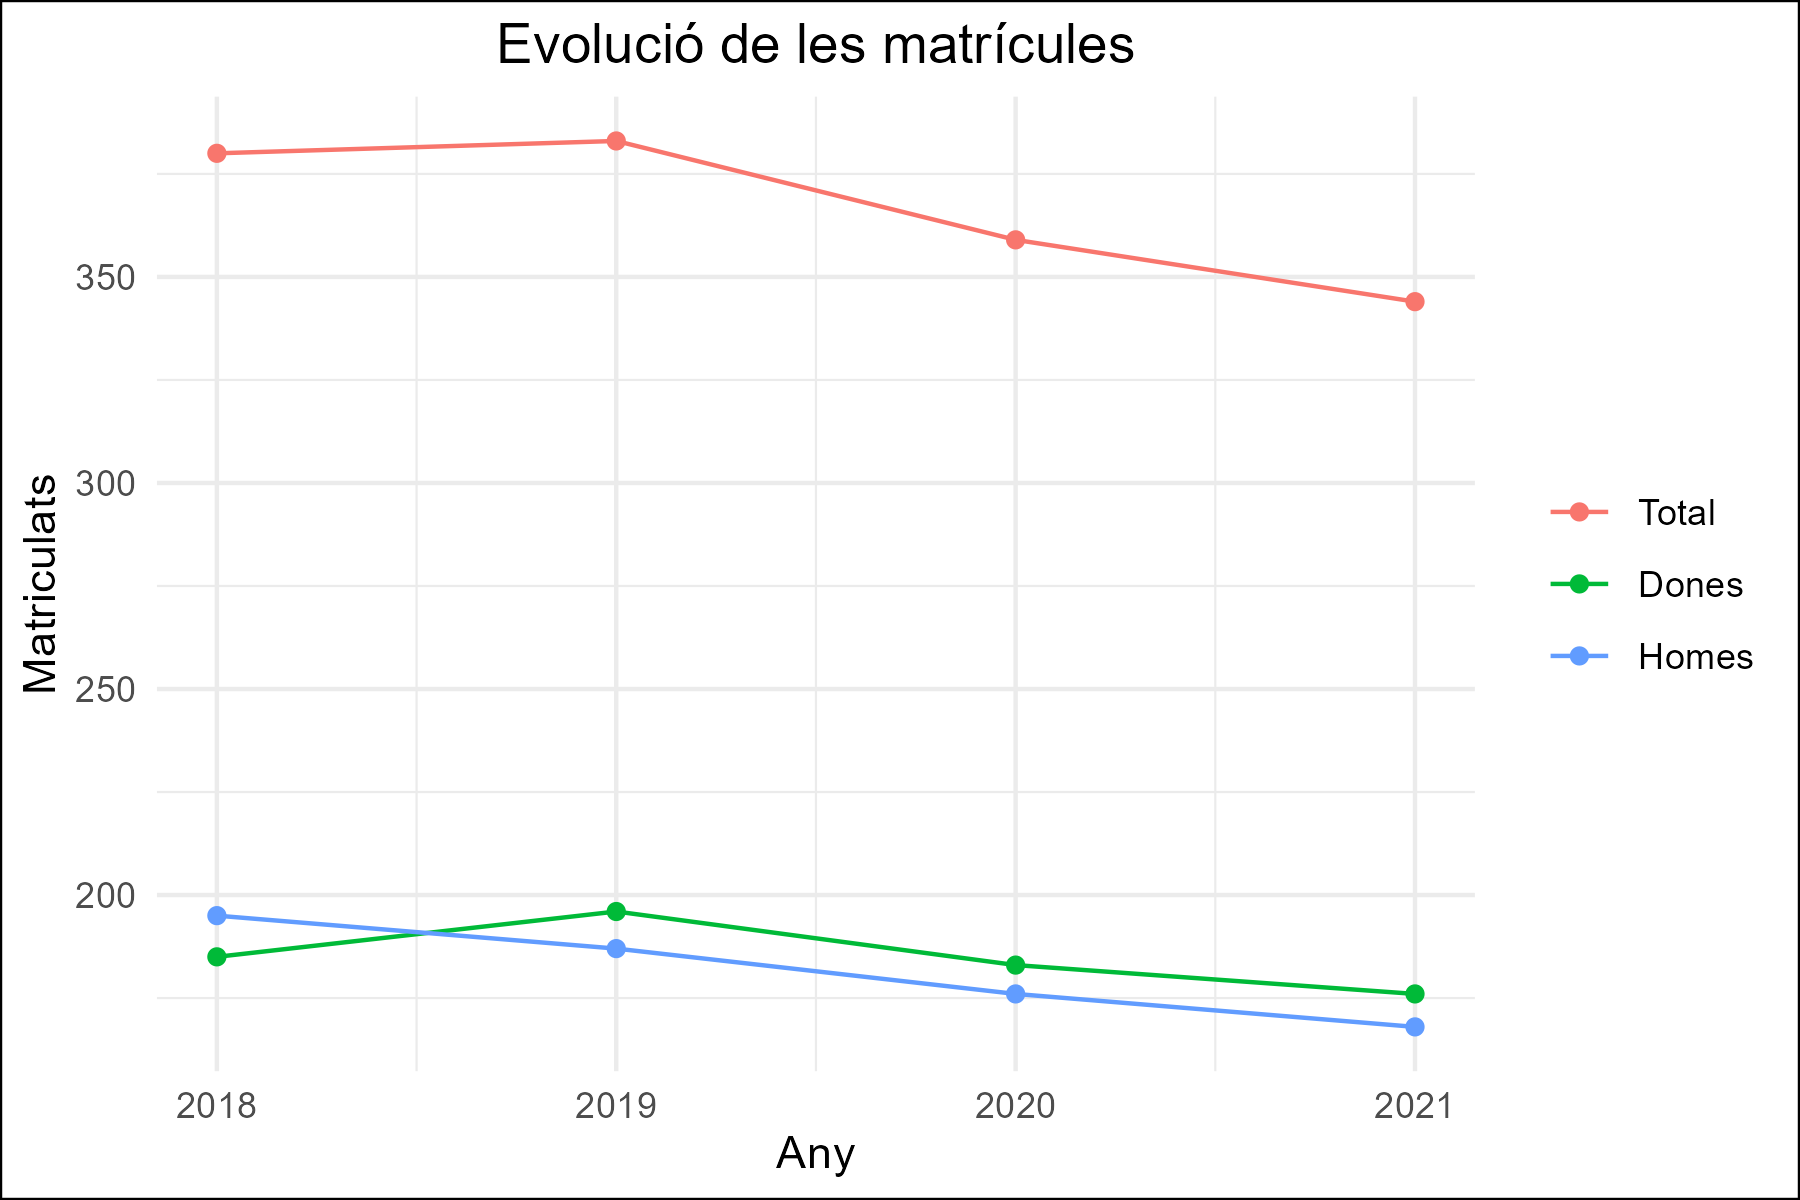 Evolució de les matrícules
Matriculats
350
300
250
200
2018 2019 2020 2021
Any
Total
Dones
Homes